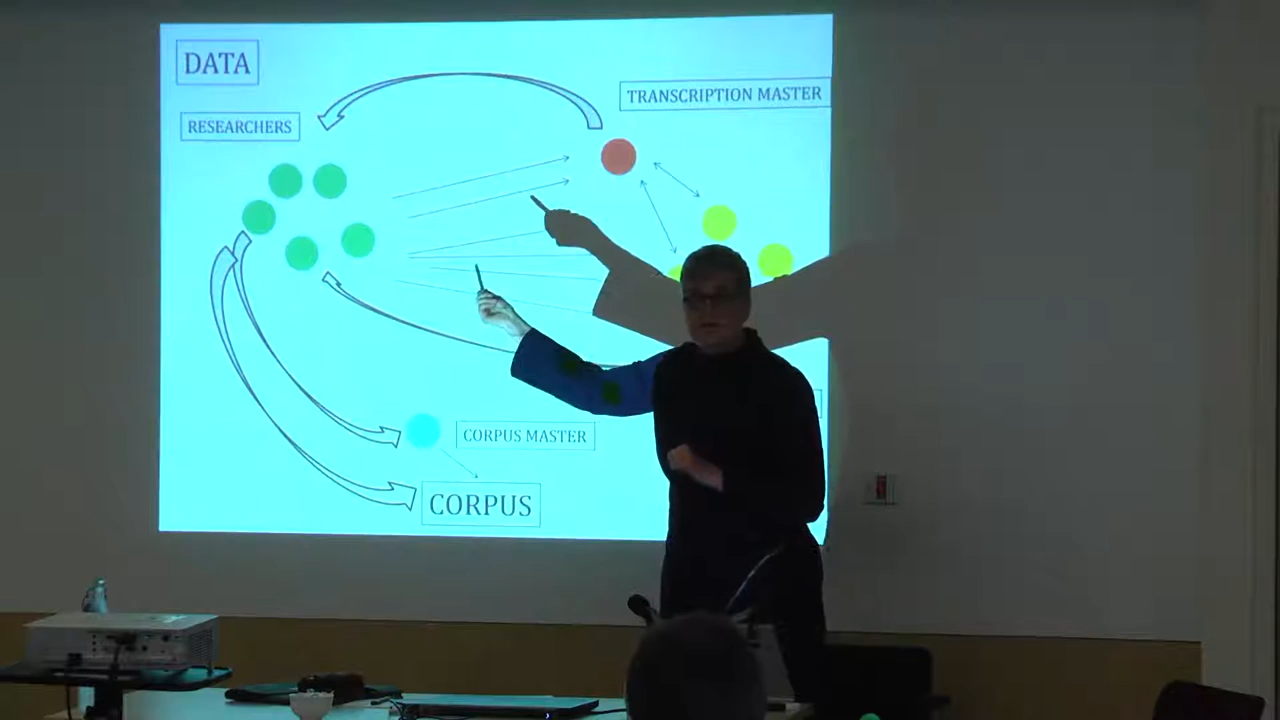 DATA
TRANSCRIPTION MASTER
RESEARCHERS
CORPUS MASTER
CORPUS